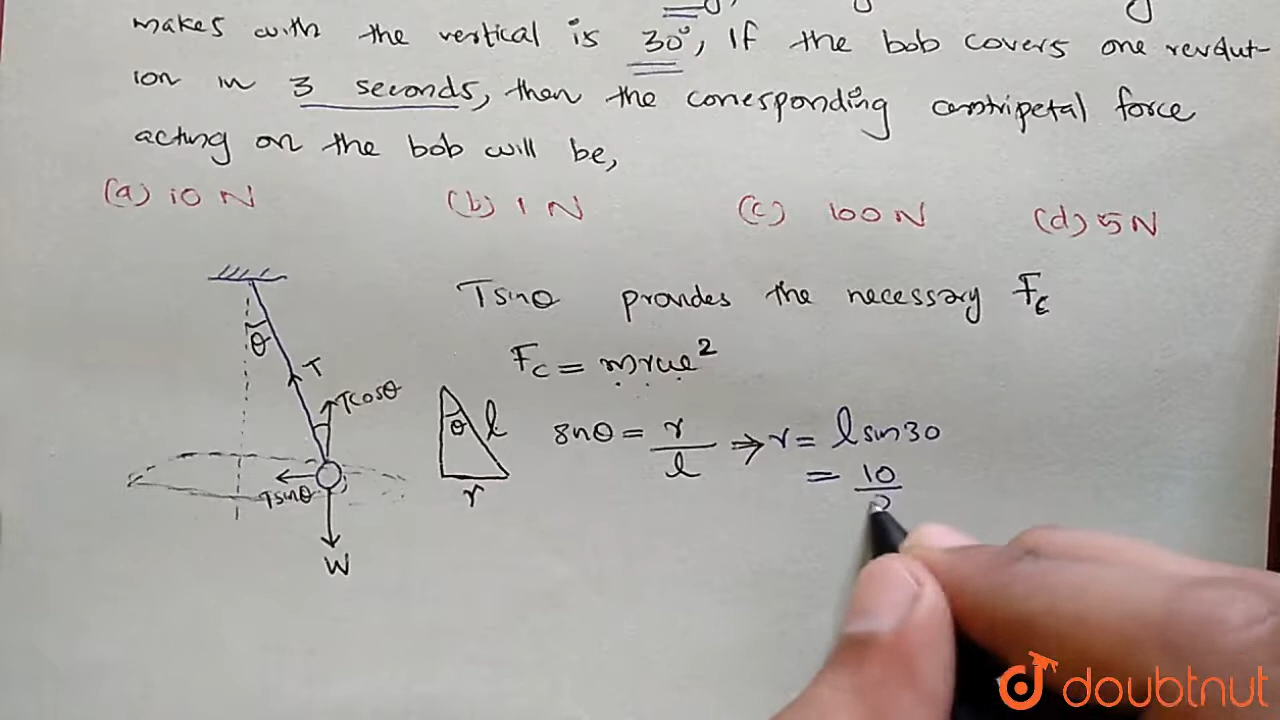 makes with the vertical is 30°, If the bob covers one revolut-
ion in 3 seconds, then the corresponding centripetal force
acting on the bob will be,
(a) 10 N (b) 1 N (c) 100 N (d) 5 N
Tsinθ provides the necessary Fc
Fc = mrω²
θ
T
Tcosθ
Tsinθ
W
θ
l
r
sinθ = r/l ⇒ r = l sin30
= 10/2
doubtnut